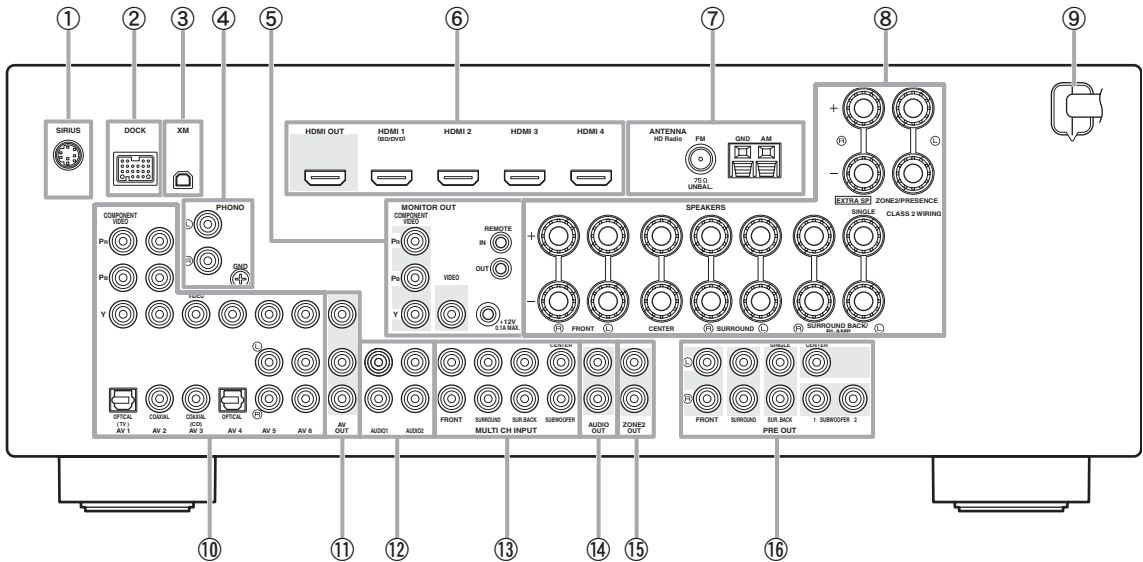 ① ② ③ ④ ⑤ ⑥ ⑦ ⑧ ⑨
SIRIUS
DOCK
XM
PHONO
L
R
GND
HDMI OUT
HDMI 1
(BD/DVD)
HDMI 2
HDMI 3
HDMI 4
ANTENNA
HD Radio
FM
75Ω
UNBAL.
GND AM
+
R L
–
EXTRA SP
ZONE2/PRESENCE
SINGLE
CLASS 2 WIRING
COMPONENT
VIDEO
PR
PB
Y
VIDEO
L
R
OPTICAL
(TV)
AV 1
COAXIAL
AV 2
COAXIAL
(CD)
AV 3
OPTICAL
AV 4
AV 5
AV 6
AV
OUT
AUDIO1
AUDIO2
MONITOR OUT
COMPONENT
VIDEO
PR
PB
Y
VIDEO
REMOTE
IN
OUT
+12V
0.1A MAX.
SPEAKERS
+
–
R FRONT L
CENTER
R SURROUND L
R SURROUND BACK/ L
BI-AMP
CENTER
FRONT
SURROUND
SUR.BACK
SUBWOOFER
MULTI CH INPUT
AUDIO
OUT
ZONE2
OUT
SINGLE
CENTER
L
R
FRONT
SURROUND
SUR. BACK
1 SUBWOOFER 2
PRE OUT
⑩ ⑪ ⑫ ⑬ ⑭ ⑮ ⑯